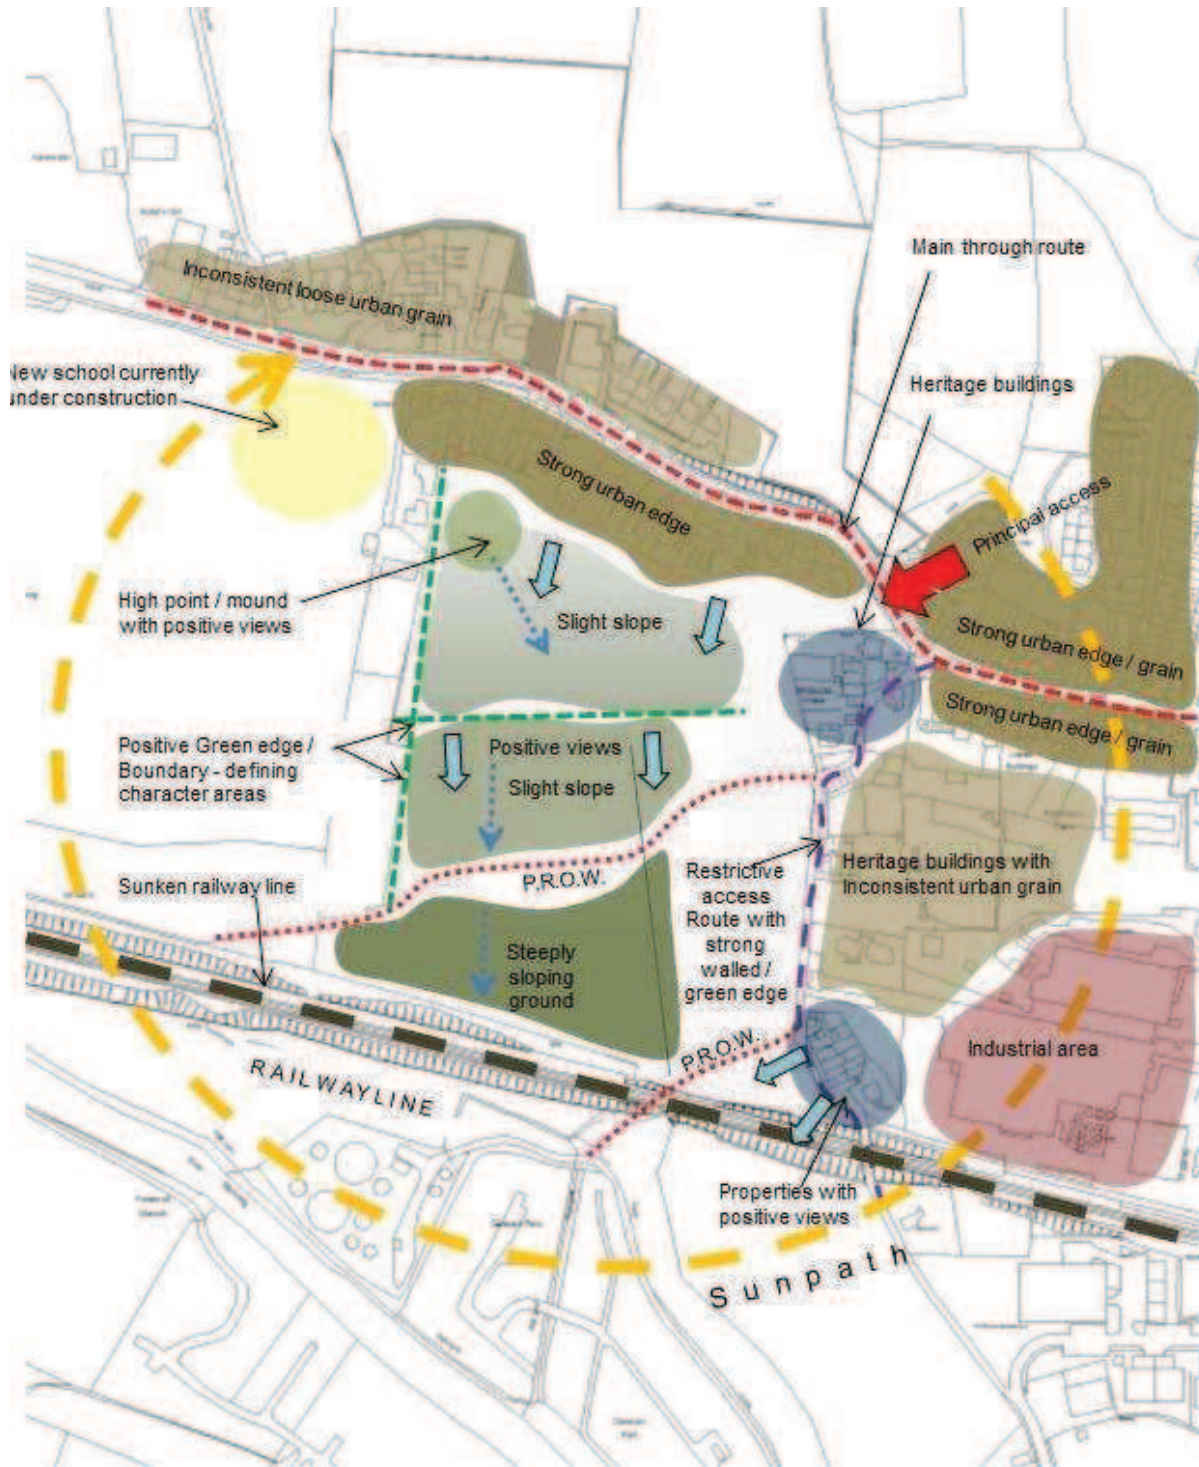 Main through route
Inconsistent loose urban grain
New school currently
under construction
Heritage buildings
Strong urban edge
Principal access
High point / mound
with positive views
Slight slope
Strong urban edge / grain
Strong urban edge / grain
Positive Green edge /
Boundary - defining
character areas
Positive views
Slight slope
Sunken railway line
P.R.O.W.
Restrictive
access
Route with
strong
walled /
green edge
Heritage buildings with
Inconsistent urban grain
Steeply
sloping
ground
P.R.O.W.
Industrial area
RAILWAYLINE
Properties with
positive views
Sunpath